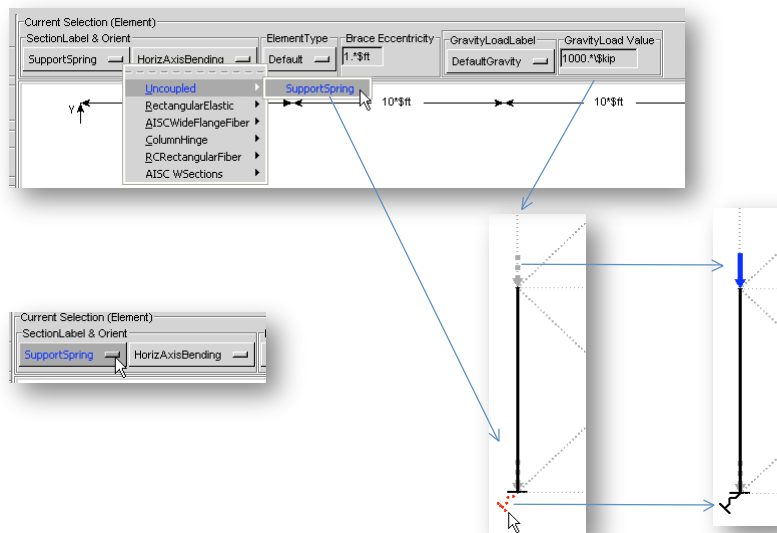 Current Selection (Element)
SectionLabel & Orient ElementType Brace Eccentricity GravityLoadLabel GravityLoad Value
SupportSpring HorizAxisBending Default 1.*$ft DefaultGravity 1000.*\$kip
Uncoupled SupportSpring
RectangularElastic
AISCWideFlangeFiber
ColumnHinge
RCRectangularFiber
AISC WSections
Y 10*$ft 10*$ft
Current Selection (Element)
SectionLabel & Orient
SupportSpring HorizAxisBending